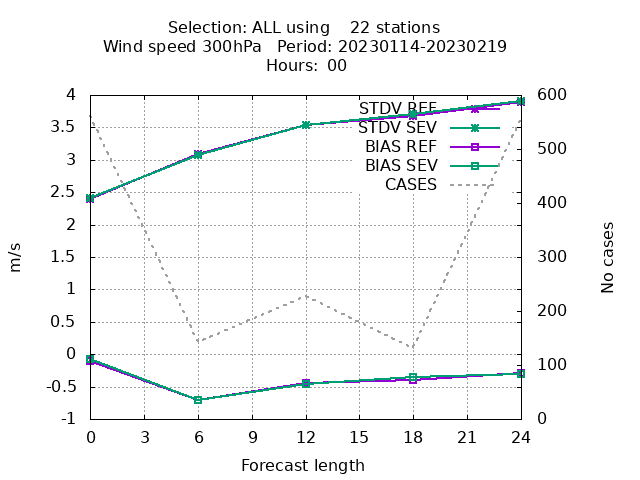 Selection: ALL using    22 stations
Wind speed 300hPa   Period: 20230114-20230219
Hours: 00
4
3.5
3
2.5
2
1.5
1
0.5
0
-0.5
-1
m/s
STDV REF
STDV SEV
BIAS REF
BIAS SEV
CASES
600
500
400
300
200
100
0
No cases
0 3 6 9 12 15 18 21 24
Forecast length